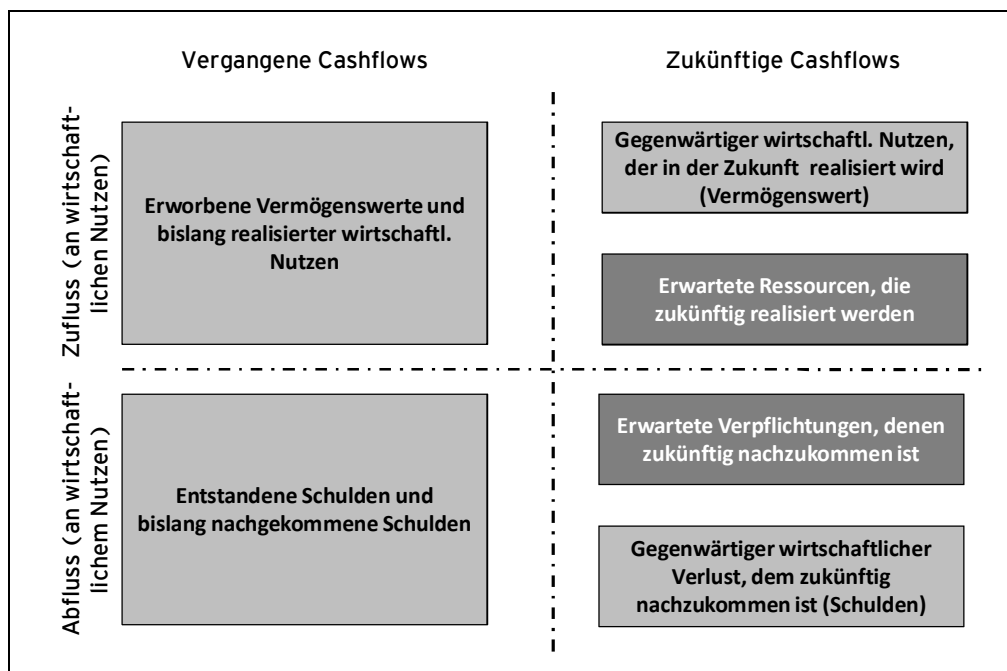 Vergangene Cashflows
Zukünftige Cashflows
Zufluss (an wirtschaft-
lichen Nutzen)
Erworbene Vermögenswerte und
bislang realisierter wirtschaftl.
Nutzen
Gegenwärtiger wirtschaftl. Nutzen,
der in der Zukunft realisiert wird
(Vermögenswert)
Erwartete Ressourcen, die
zukünftig realisiert werden
Abfluss (an wirtschaft-
lichem Nutzen)
Entstandene Schulden und
bislang nachgekommene Schulden
Erwartete Verpflichtungen, denen
zukünftig nachzukommen ist
Gegenwärtiger wirtschaftlicher
Verlust, dem zukünftig
nachzukommen ist (Schulden)